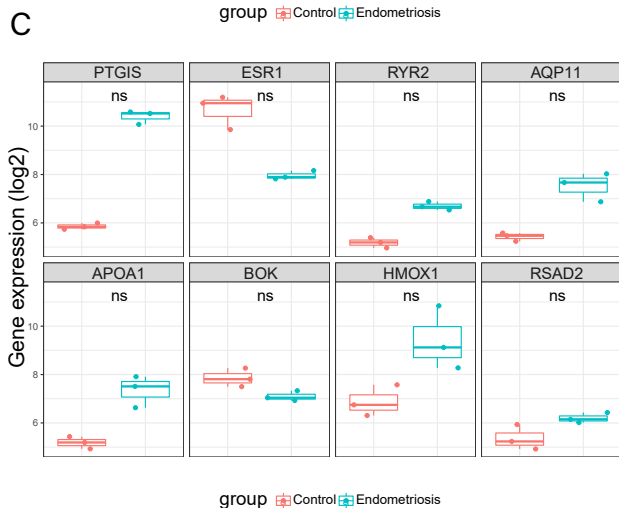 C
group Control Endometriosis
PTGIS ESR1 RYR2 AQP11
ns ns ns ns
10
8
6
Gene expression (log2)
APOA1 BOK HMOX1 RSAD2
ns ns ns ns
10
8
6
group Control Endometriosis